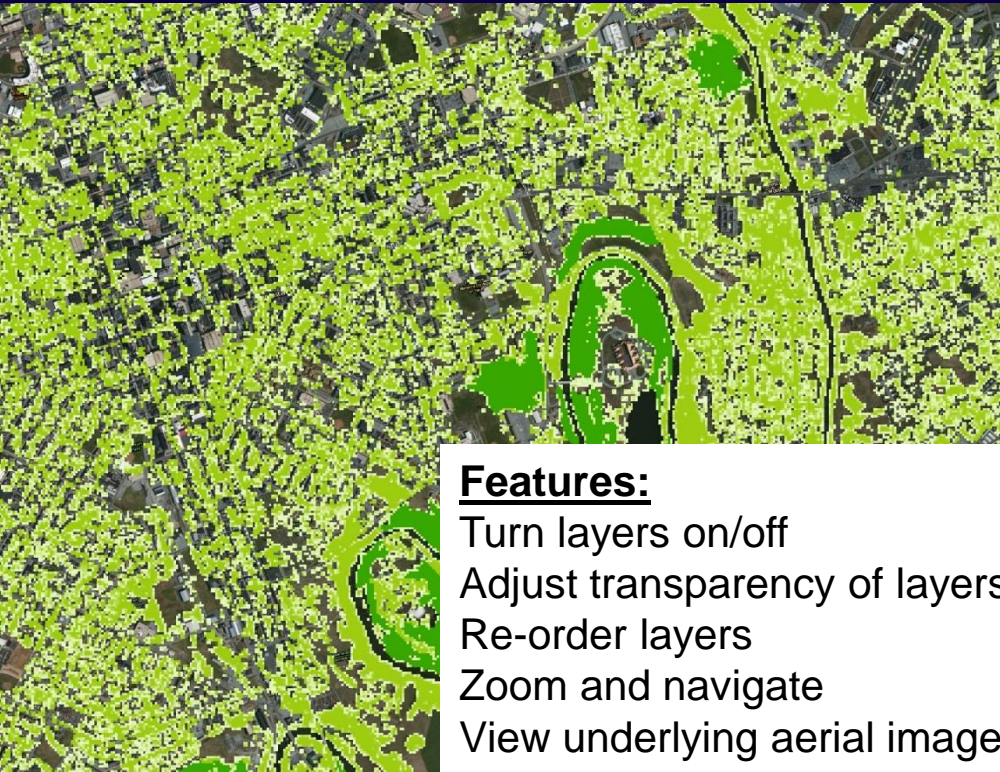 Features:
Turn layers on/off
Adjust transparency of layers
Re-order layers
Zoom and navigate
View underlying aerial image